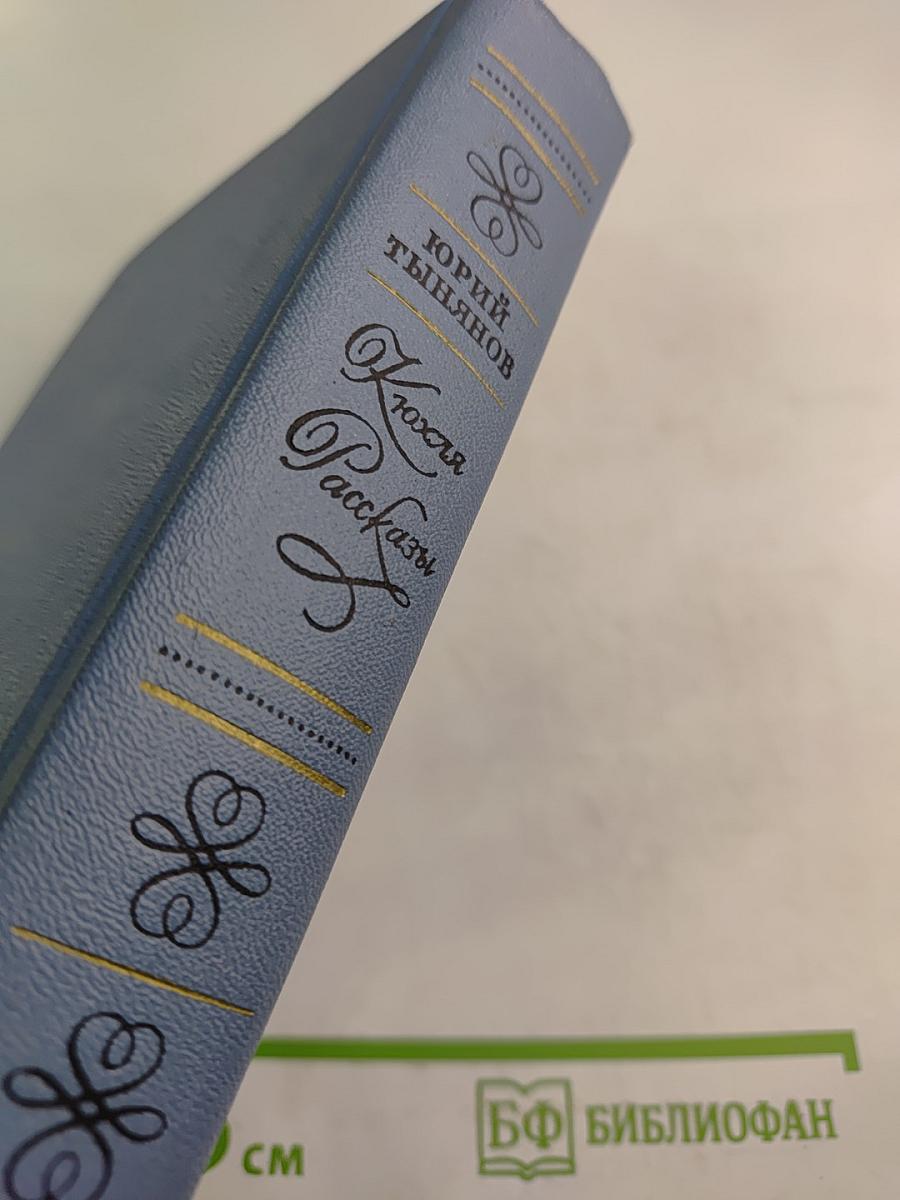 ЮРИЙ
ТЫНЯНОВ
Кюхля
Рассказы
см
БФ БИБЛИОФАН